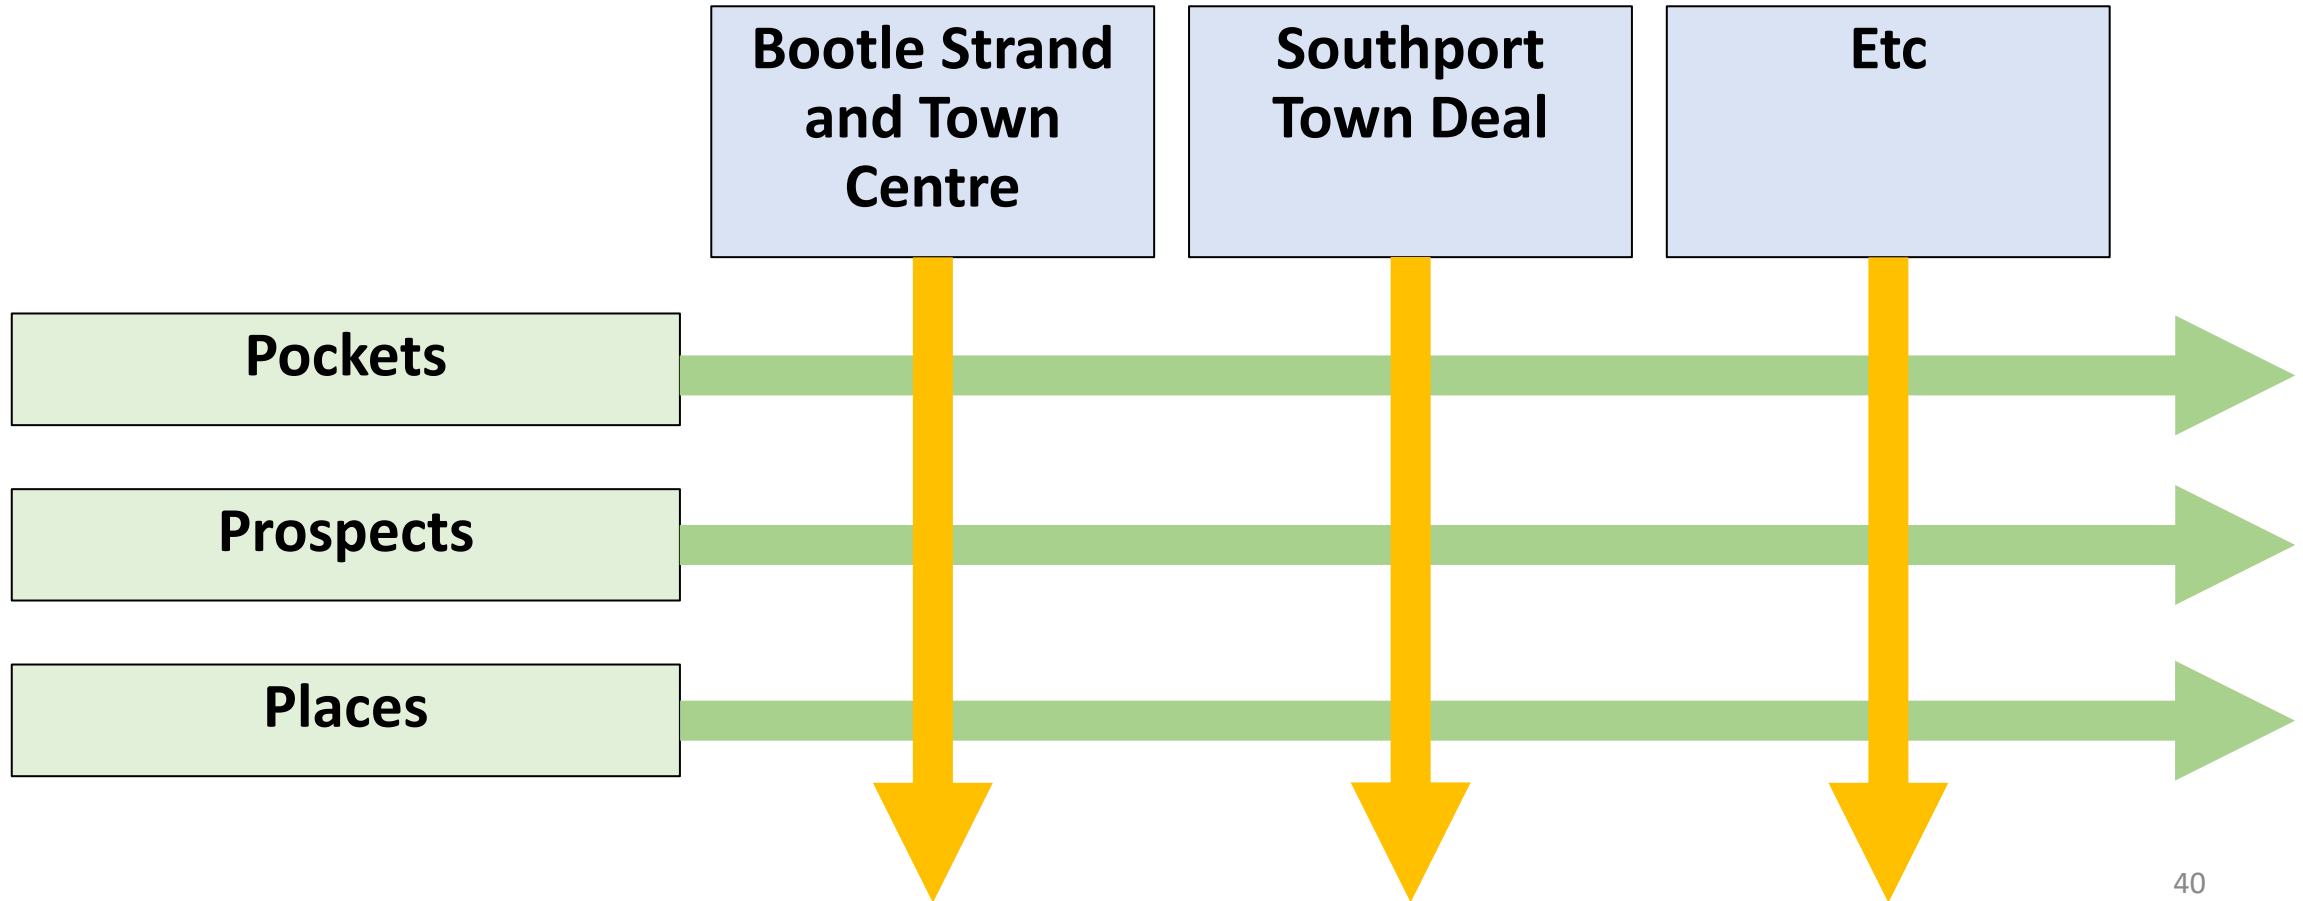 Bootle Strand
and Town
Centre
Southport
Town Deal
Etc
Pockets
Prospects
Places
40